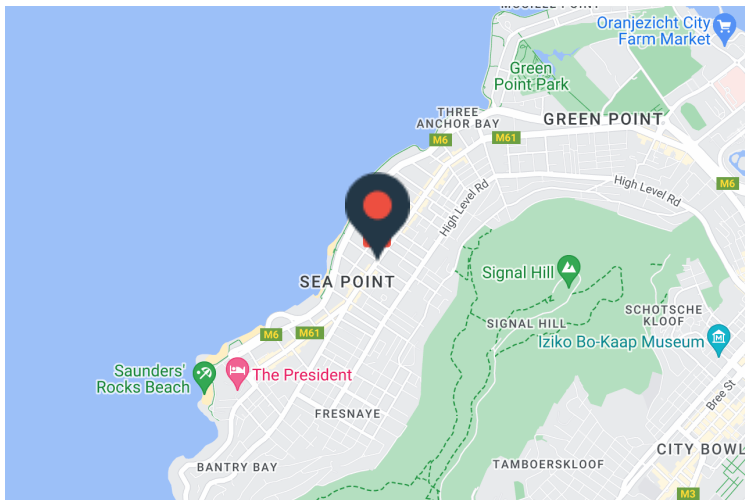 MOUILLE POINT
Oranjezicht City
Farm Market
Green
Point Park
THREE
ANCHOR BAY
GREEN POINT
M6
M61
M6
High Level Rd
High Level Rd
SEA POINT
Signal Hill
SIGNAL HILL
SCHOTSCHE
KLOOF
Iziko Bo-Kaap Museum
M6
M61
Saunders'
Rocks Beach
The President
Bree St
FRESNAYE
CITY BOWL
BANTRY BAY
TAMBOERSKLOOF
M3